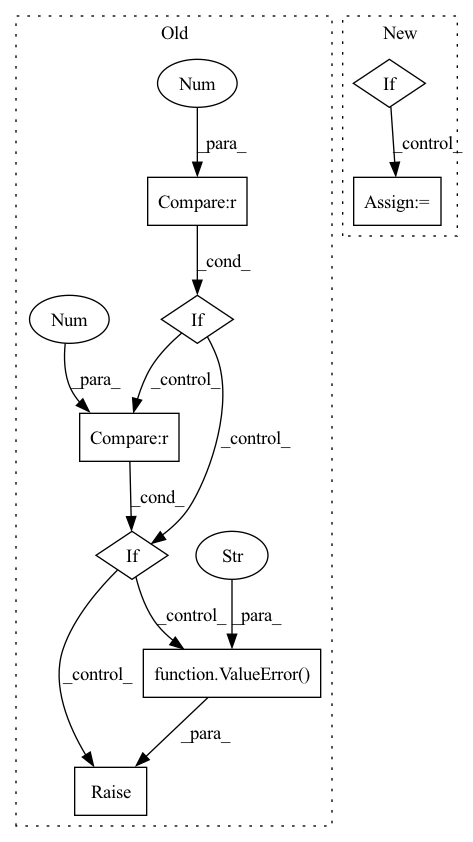 Old
New
Num
If
_para_
_control_
Compare:r
Assign:=
_cond_
Num
If
_para_
_control_
Compare:r
_control_
_cond_
If
Str
_control_
_para_
_control_
function.ValueError()
_para_
Raise